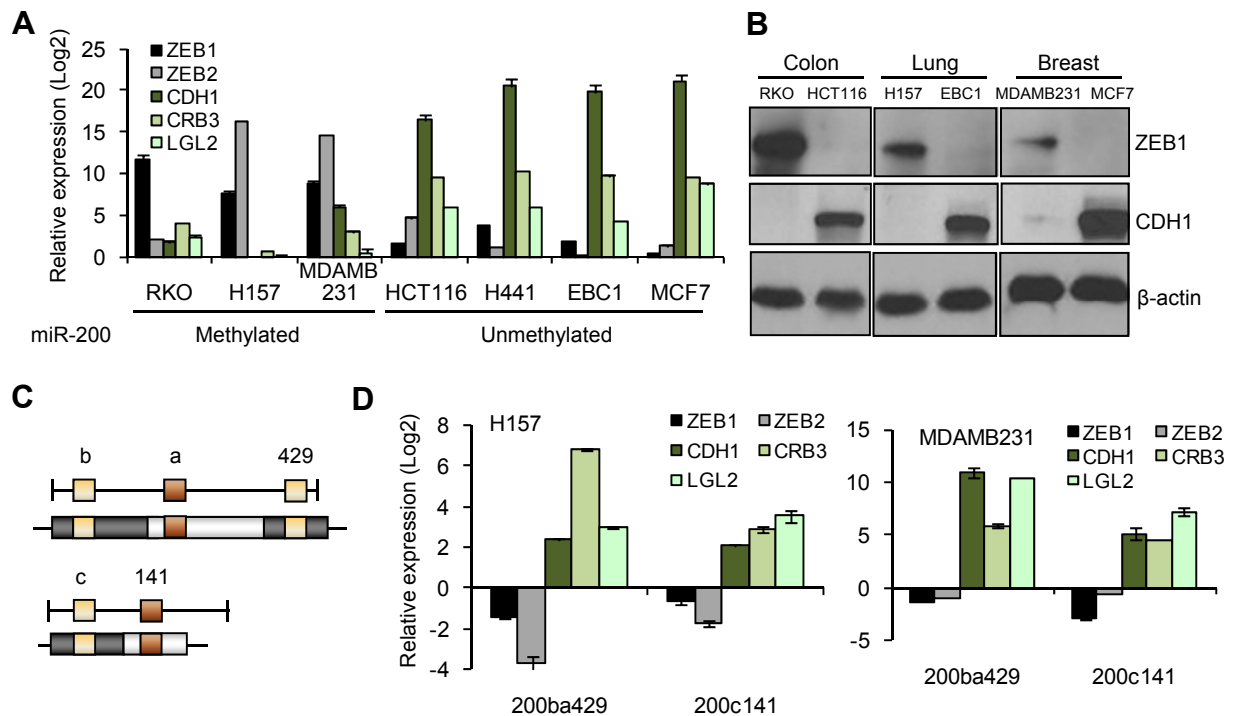 A
Relative expression (Log2)
25
20
15
10
5
0
ZEB1
ZEB2
CDH1
CRB3
LGL2
RKO
H157
MDAMB
231
HCT116
H441
EBC1
MCF7
miR-200
Methylated
Unmethylated
B
Colon
Lung
Breast
RKO HCT116
H157 EBC1
MDAMB231 MCF7
ZEB1
CDH1
β-actin
C
b a 429
c 141
D
Relative expression (Log2)
8
6
4
2
0
-2
-4
H157
ZEB1 ZEB2
CDH1 CRB3
LGL2
200ba429 200c141
15
10
5
0
-5
MDAMB231
ZEB1 ZEB2
CDH1 CRB3
LGL2
200ba429 200c141